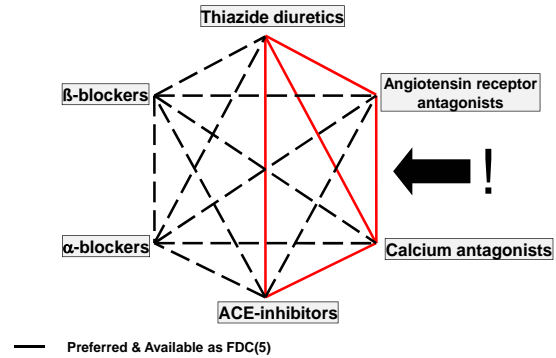 Thiazide diuretics
ß-blockers
Angiotensin receptor
antagonists
!
α-blockers
Calcium antagonists
ACE-inhibitors
Preferred & Available as FDC(5)